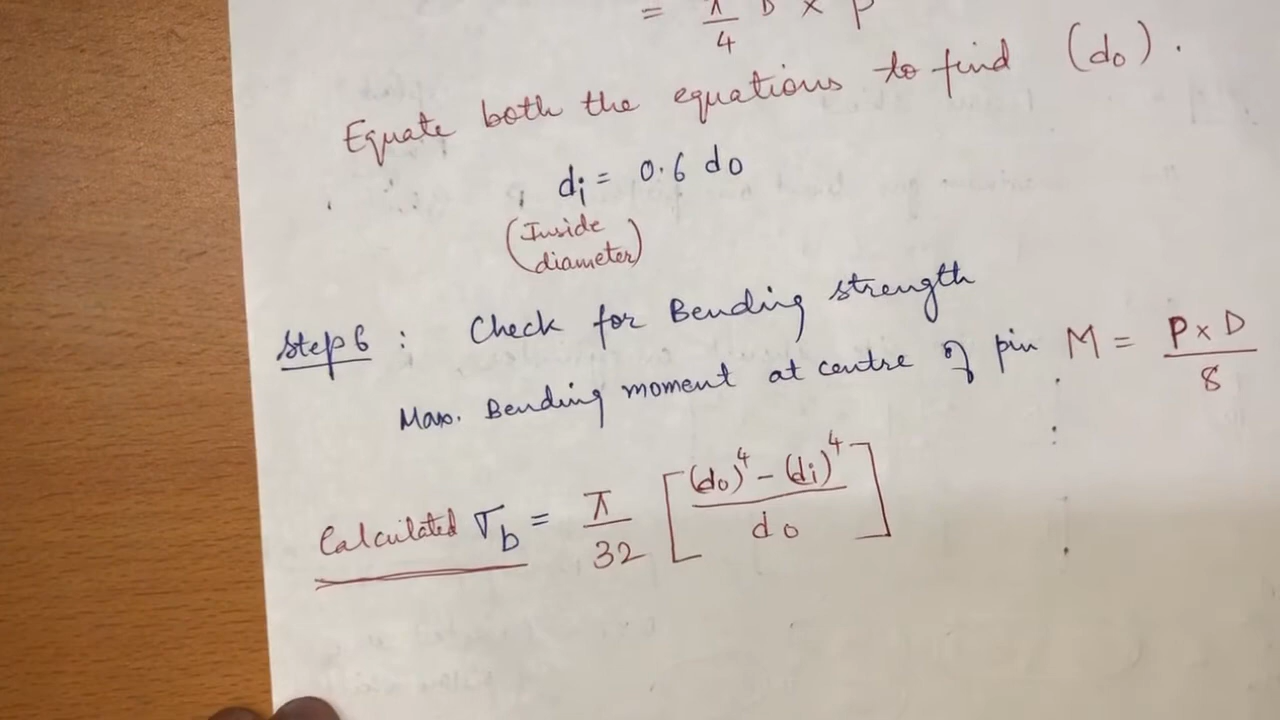 = π/4 D × P
Equate both the equations to find (do).
di = 0.6 do
(Inside diameter)
Step 6 : Check for Bending strength
Max. Bending moment at centre of pin M = P × D / 8
Calculated σb = π/32 [ (do)^4 - (di)^4 / do ]